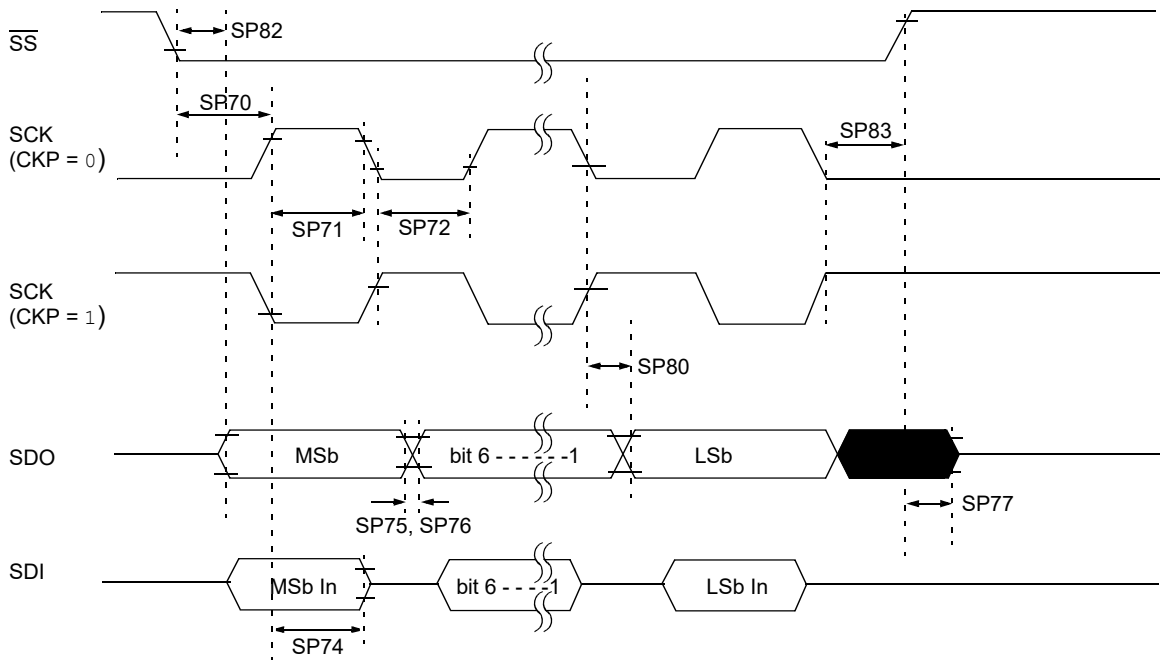 SS
SP82
SP70
SCK
(CKP = 0)
SP83
SP71
SP72
SCK
(CKP = 1)
SP80
SDO
MSb
bit 6 - - - - - -1
LSb
SP77
SP75, SP76
SDI
MSb In
bit 6 - - - -1
LSb In
SP74